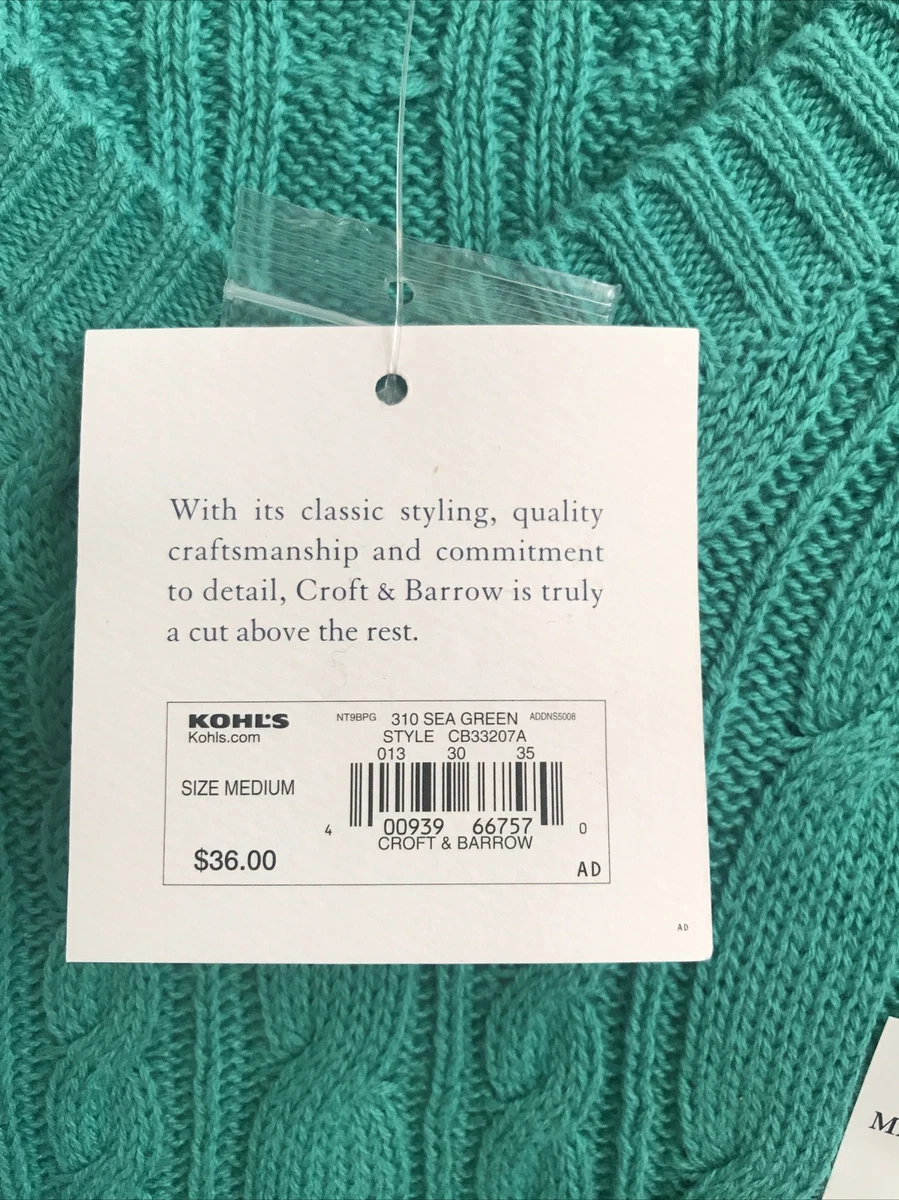 With its classic styling, quality
craftsmanship and commitment
to detail, Croft & Barrow is truly
a cut above the rest.
KOHL'S NT9BPG 310 SEA GREEN ADDNS5008
Kohls.com STYLE CB33207A
013 30 35
SIZE MEDIUM
4 00939 66757 0
CROFT & BARROW
$36.00 AD
AD